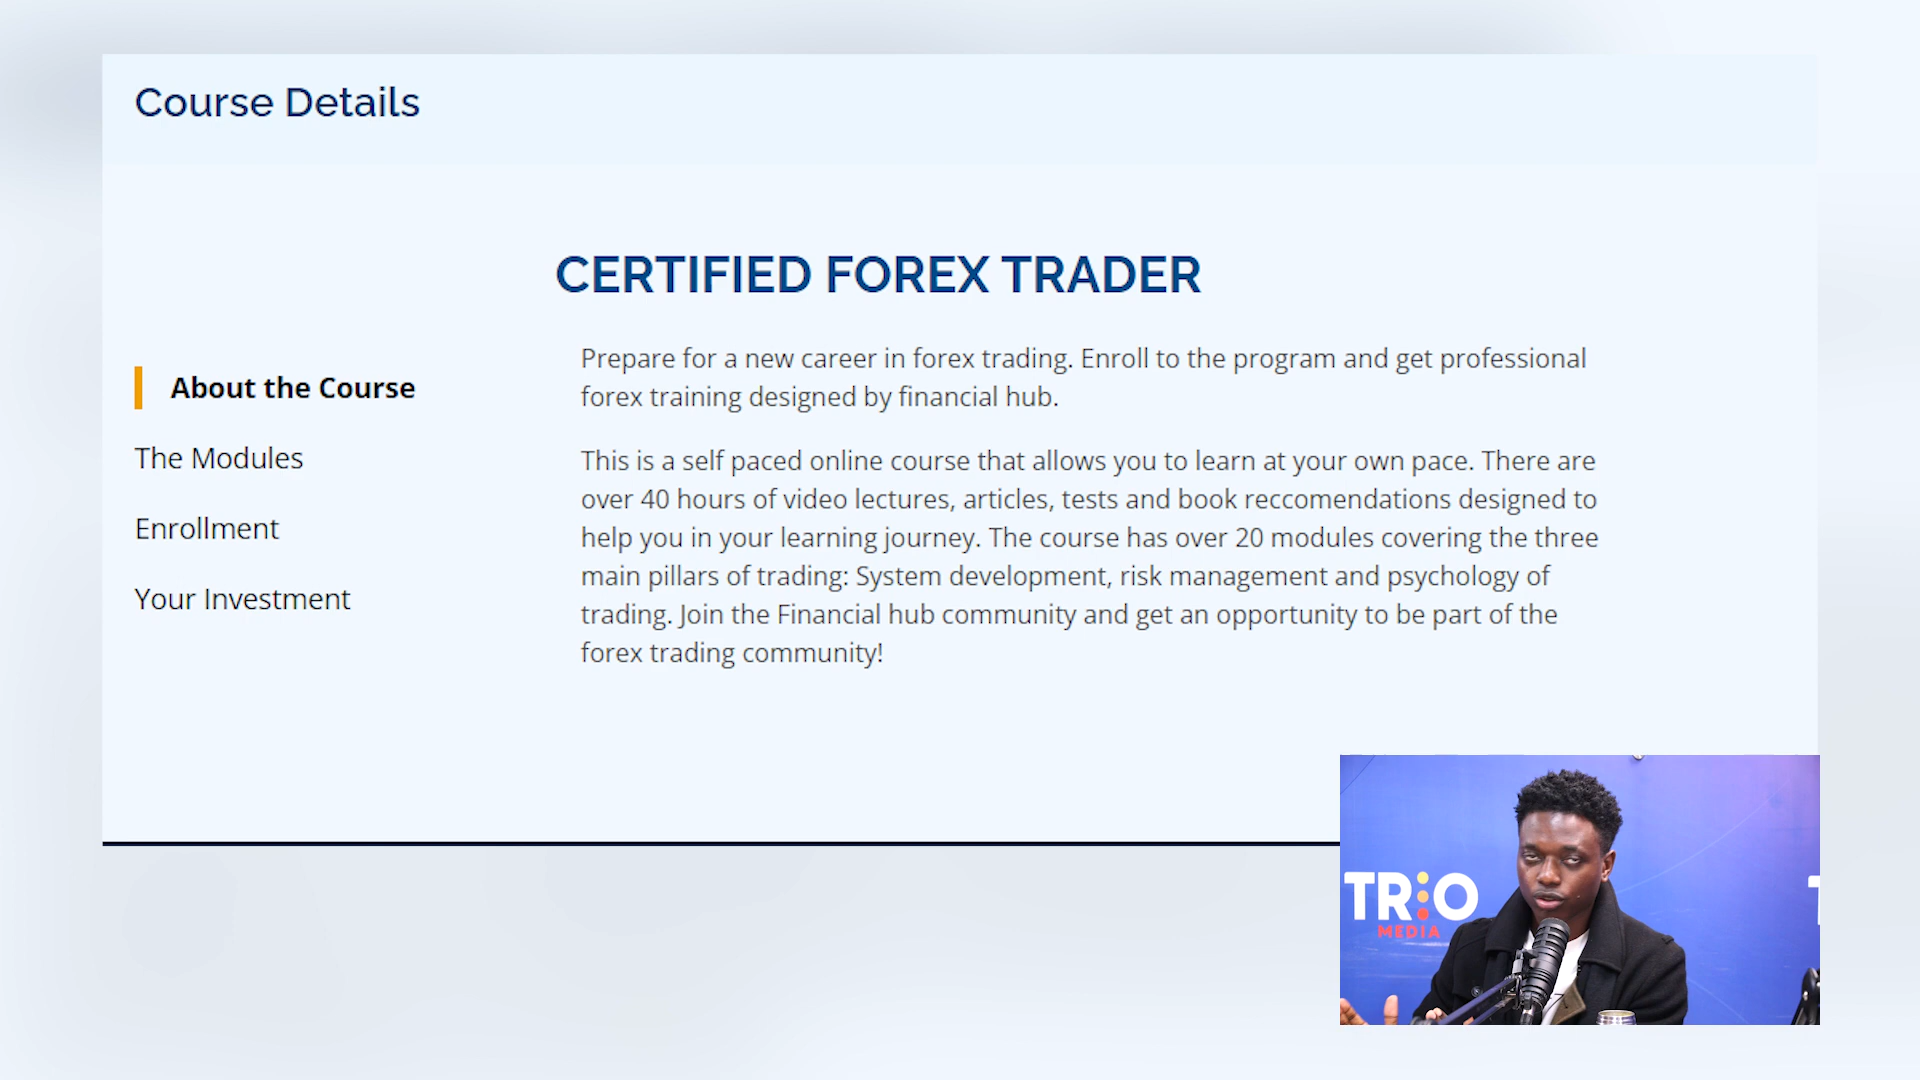 Course Details
CERTIFIED FOREX TRADER
Prepare for a new career in forex trading. Enroll to the program and get professional
forex training designed by financial hub.
About the Course
The Modules
Enrollment
Your Investment
This is a self paced online course that allows you to learn at your own pace. There are
over 40 hours of video lectures, articles, tests and book reccomendations designed to
help you in your learning journey. The course has over 20 modules covering the three
main pillars of trading: System development, risk management and psychology of
trading. Join the Financial hub community and get an opportunity to be part of the
forex trading community!
TRIO
MEDIA